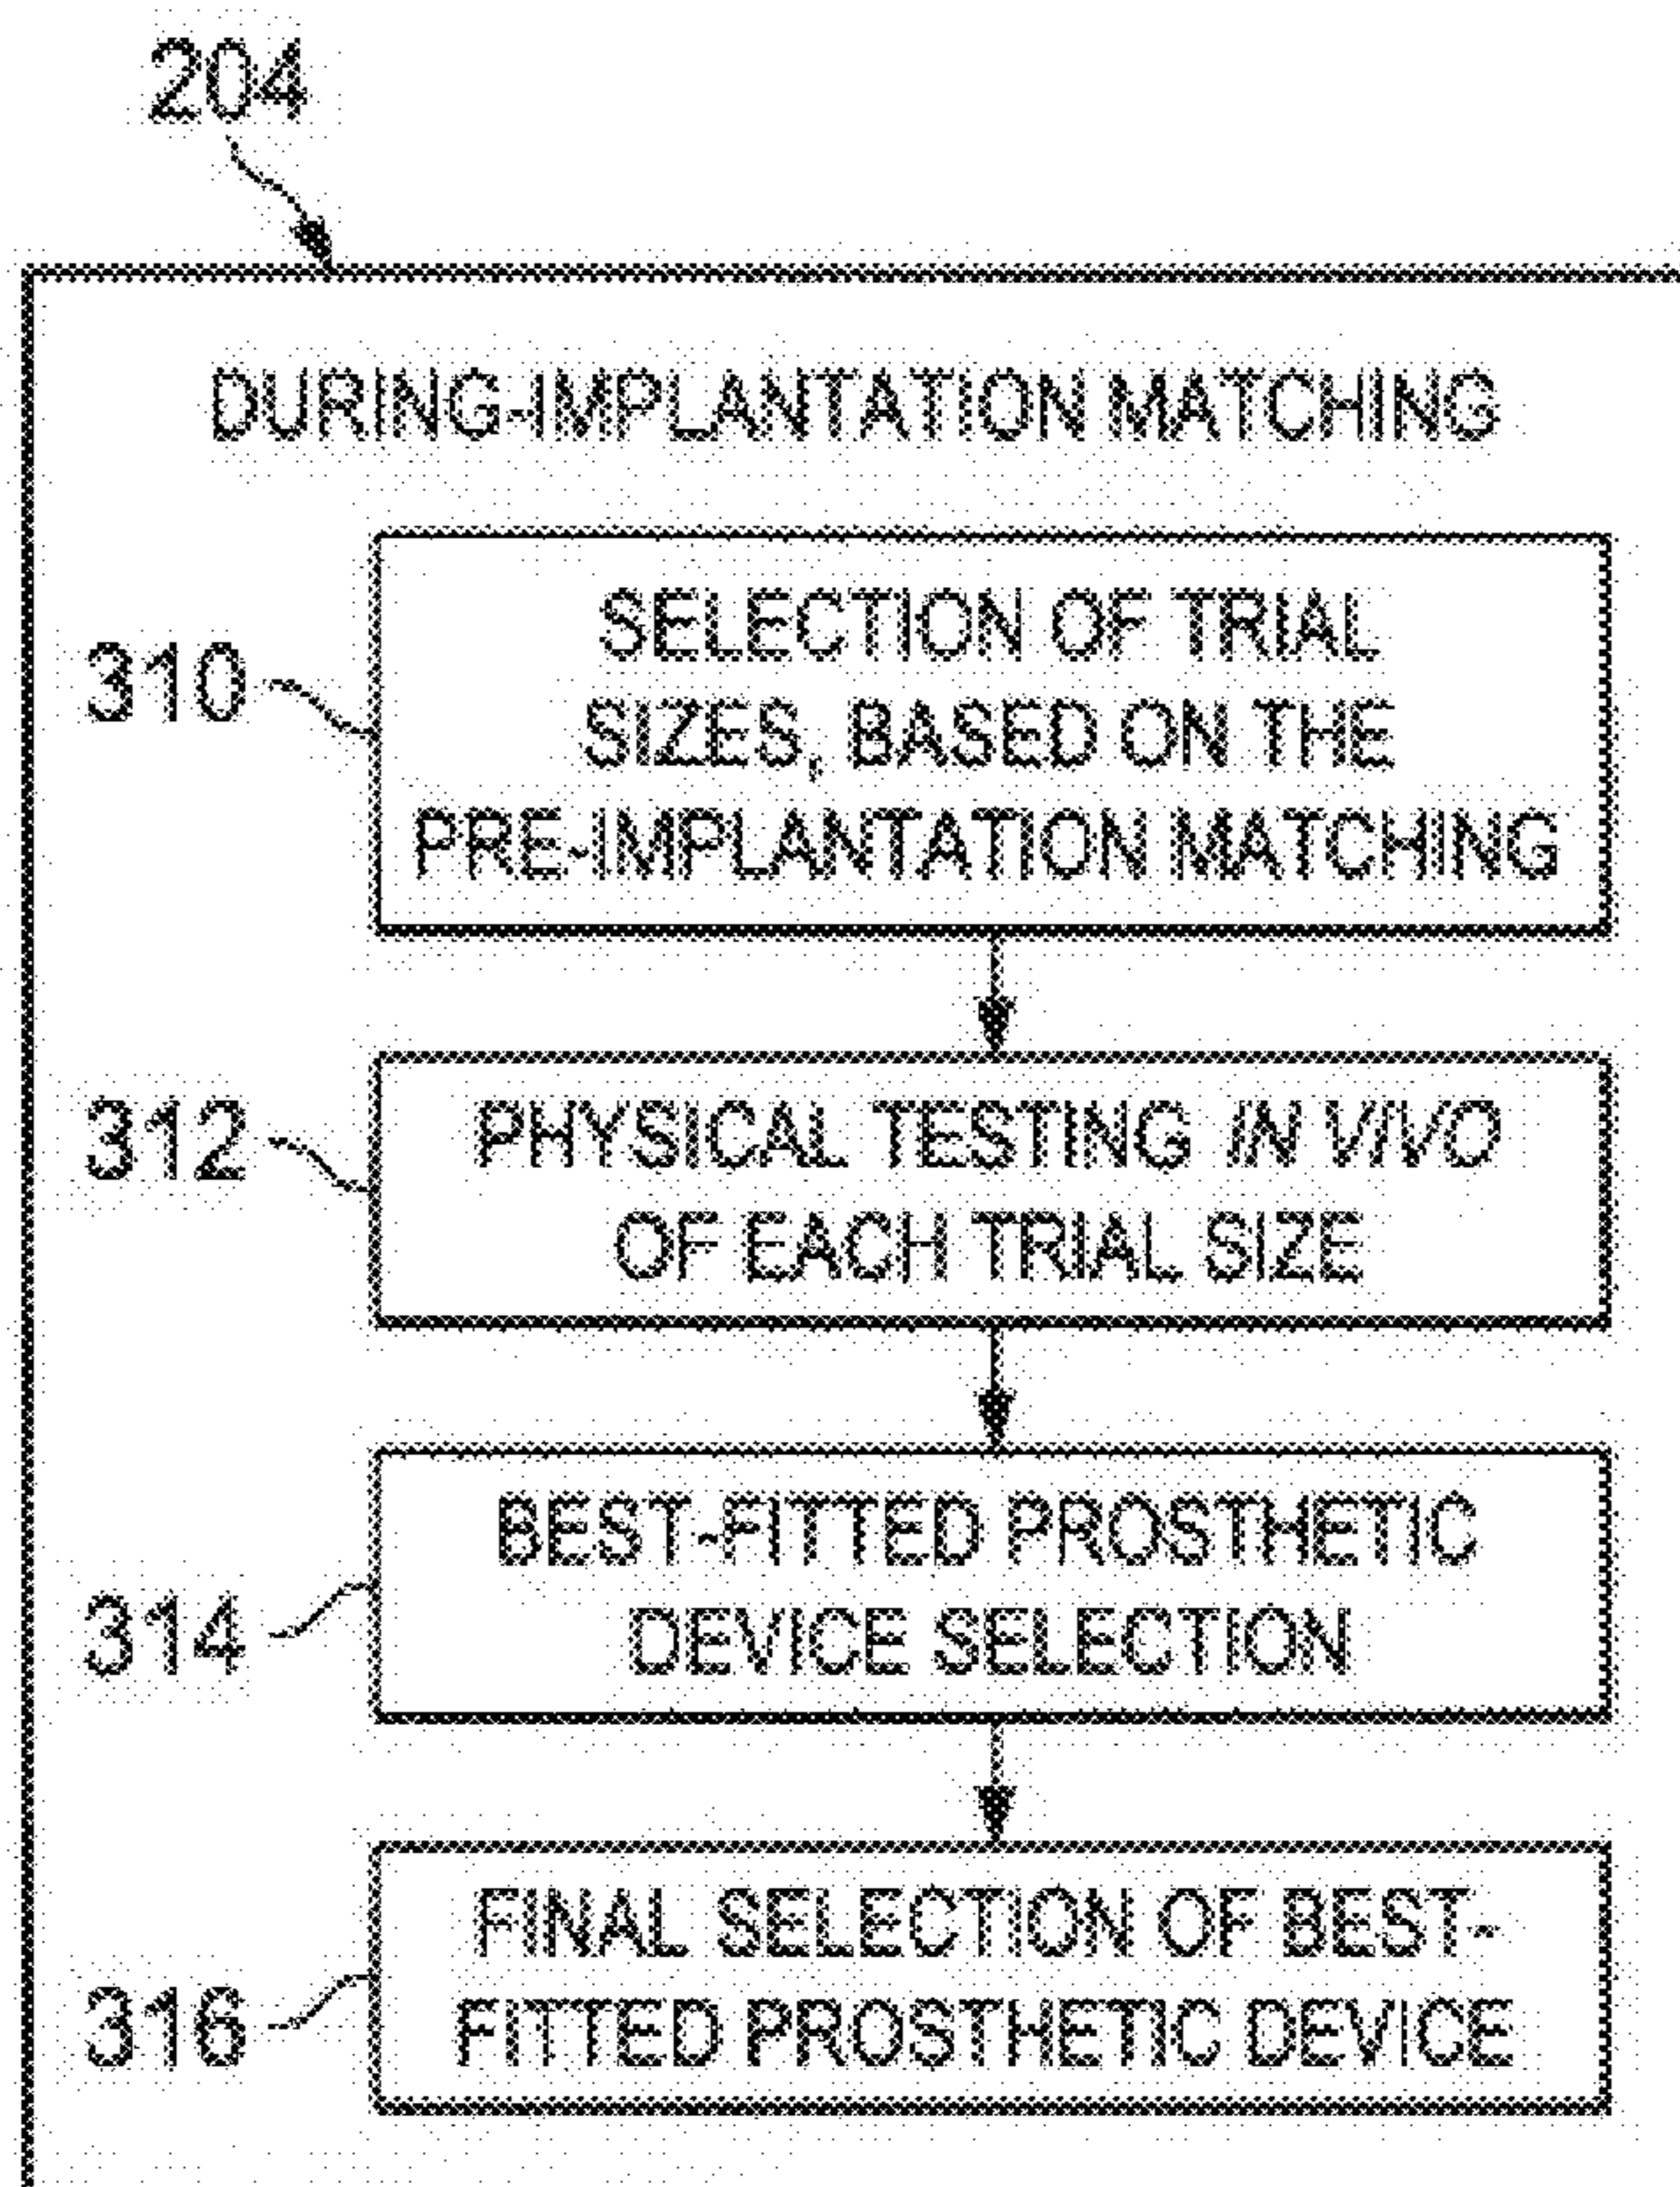 204
DURING-IMPLANTATION MATCHING
SELECTION OF TRIAL
310
SIZES, BASED ON THE
PRE-IMPLANTATION MATCHING
312
PHYSICAL TESTING IN VIVO
OF EACH TRIAL SIZE
BEST-FITTED PROSTHETIC
314
DEVICE SELECTION
FINAL SELECTION OF BEST-
316
FITTED PROSTHETIC DEVICE